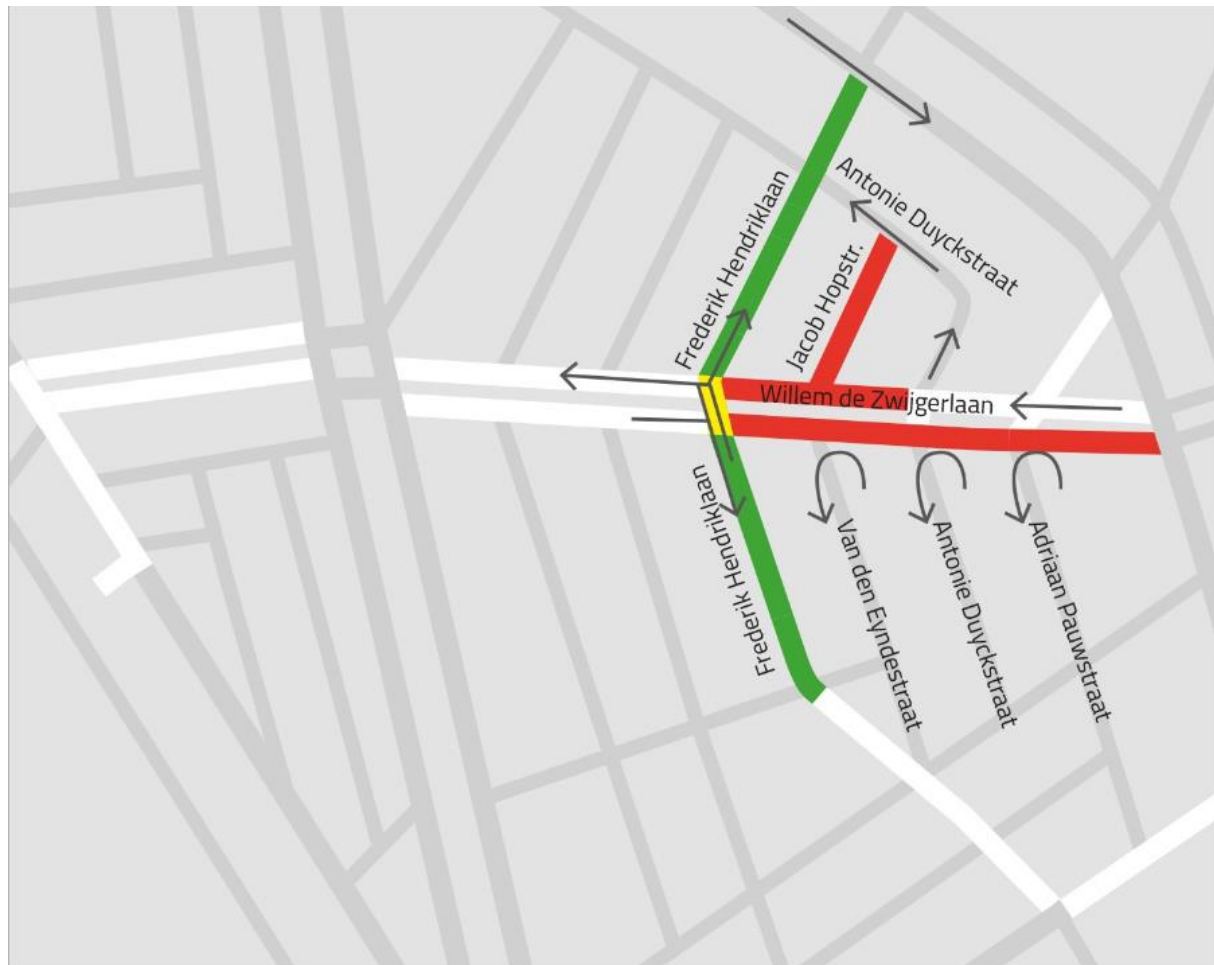 Antonie Duyckstraat
Frederik Hendriklaan
Jacob Hopstr.
Willem de Zwijgerlaan
Frederik Hendriklaan
Van den Eyndestraat
Antonie Duyckstraat
Adriaan Pauwstraat